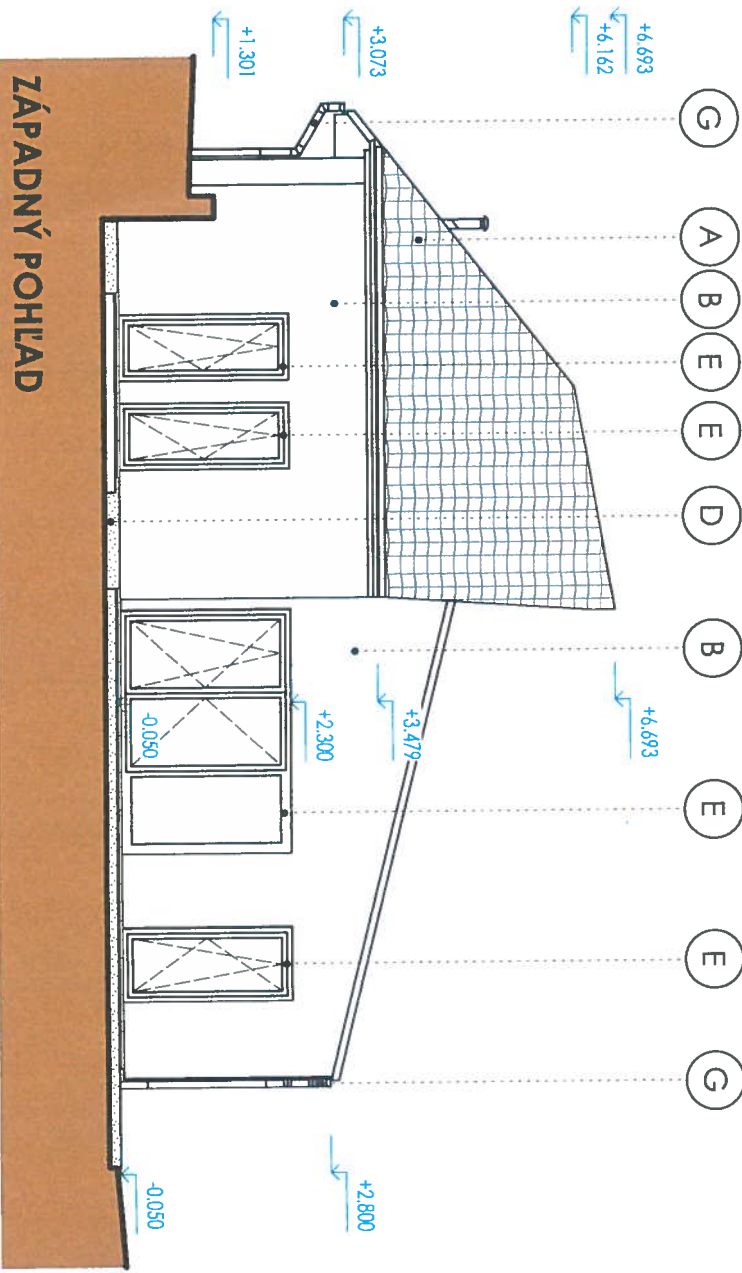 G
A
B
E
E
D
B
E
E
G
+6.693
+6.162
+3.073
+1.301
+6.693
+3.479
+2.300
-0.050
+2.800
-0.050
ZÁPADNÝ POHĽAD